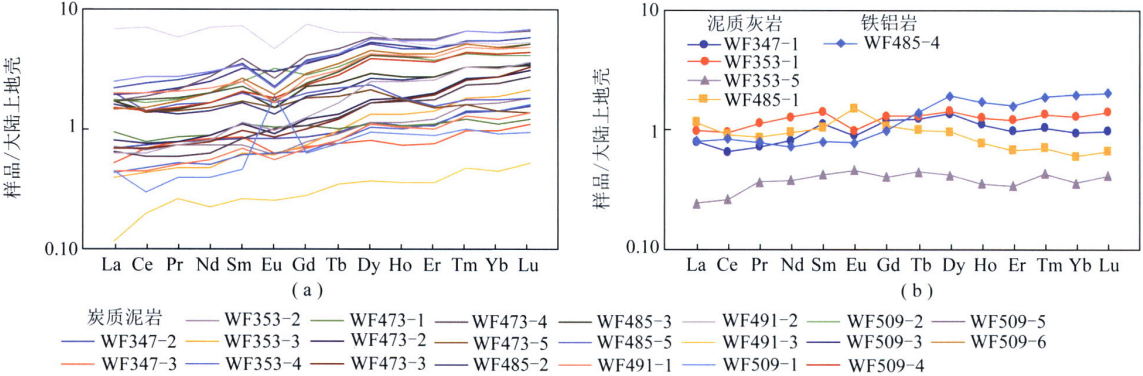 10
1
0.10
样品/大陆上地壳
La Ce Pr Nd Sm Eu Gd Tb Dy Ho Er Tm Yb Lu
(a)
10
1
0.10
样品/大陆上地壳
泥质灰岩 铁铝岩
WF347-1 WF485-4
WF353-1
WF353-5
WF485-1
La Ce Pr Nd Sm Eu Gd Tb Dy Ho Er Tm Yb Lu
(b)
炭质泥岩 WF353-2 WF473-1 WF473-4 WF485-3 WF491-2 WF509-2 WF509-5
WF347-2 WF353-3 WF473-2 WF473-5 WF485-5 WF491-3 WF509-3 WF509-6
WF347-3 WF353-4 WF473-3 WF485-2 WF491-1 WF509-1 WF509-4